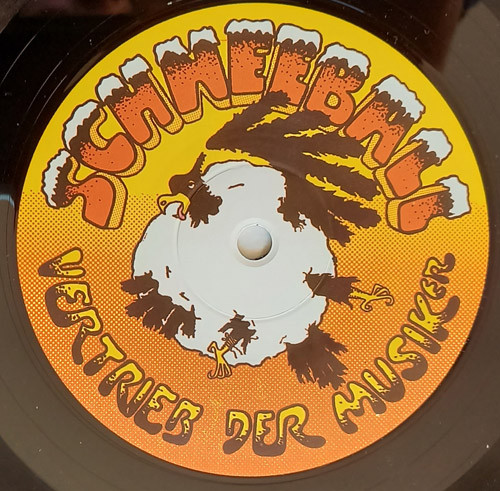 SCHNEEBALL
VERTRIEB DER MUSIKER